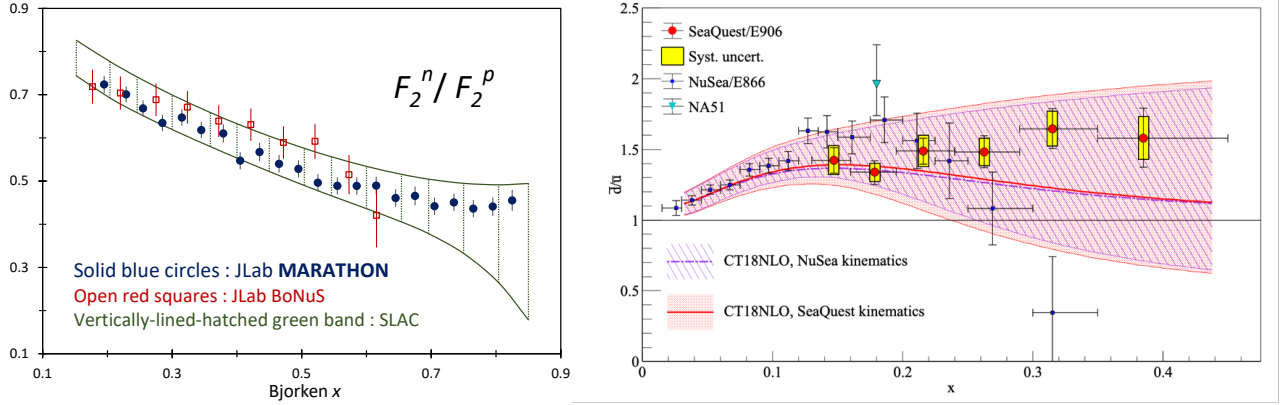 0.9
0.7
0.5
0.3
0.1
F₂ⁿ/ F₂ᵖ
Solid blue circles : JLab MARATHON
Open red squares : JLab BoNuS
Vertically-lined-hatched green band : SLAC
0.1 0.3 0.5 0.7 0.9
Bjorken x
2.5
2
1.5
1
0.5
0
d̄/ū
SeaQuest/E906
Syst. uncert.
NuSea/E866
NA51
CT18NLO, NuSea kinematics
CT18NLO, SeaQuest kinematics
0 0.1 0.2 0.3 0.4
x